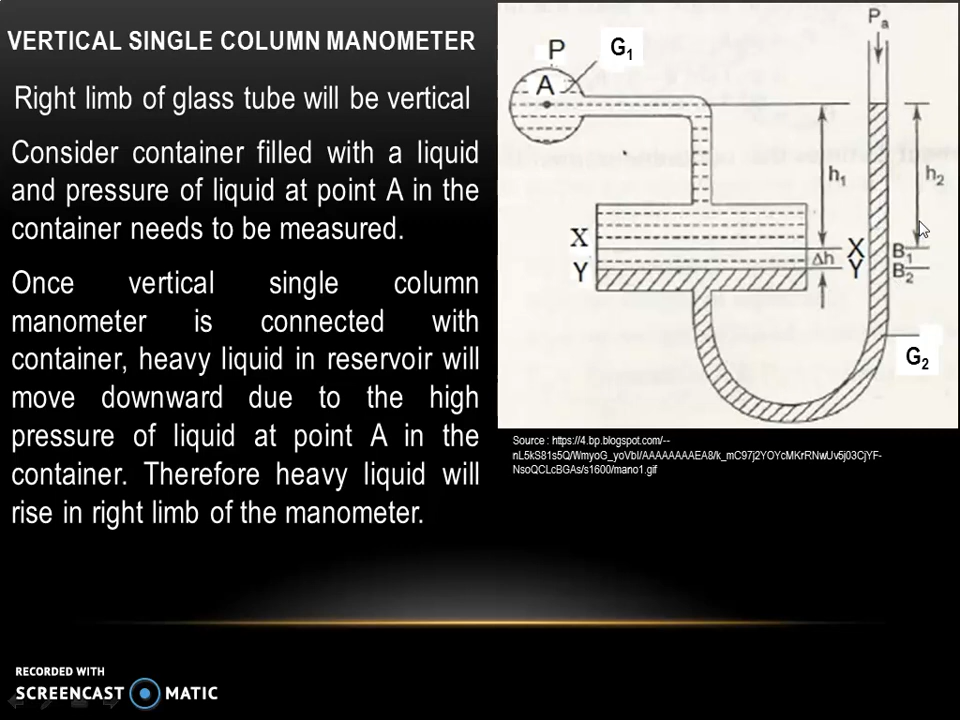 VERTICAL SINGLE COLUMN MANOMETER
Right limb of glass tube will be vertical
Consider container filled with a liquid
and pressure of liquid at point A in the
container needs to be measured.
Once vertical single column
manometer is connected with
container, heavy liquid in reservoir will
move downward due to the high
pressure of liquid at point A in the
container. Therefore heavy liquid will
rise in right limb of the manometer.
P
G₁
A
Pₐ
h₁
h₂
X
X
B₁
Δh
Y
Y
B₂
G₂
Source : https://4.bp.blogspot.com/--
nL5kS81s5Q/WmyoG_yoVbI/AAAAAAAAEA8/k_mC97j2YOYcMKrRNwUv5j03CjYF-
NsoQCLcBGAs/s1600/mano1.gif
RECORDED WITH
SCREENCAST MATIC